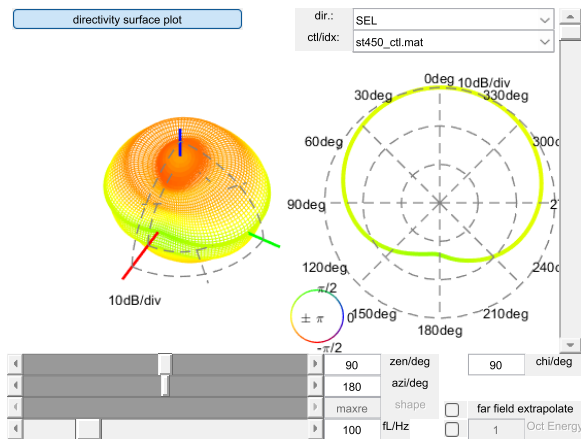 directivity surface plot
dir.: SEL
ctl/idx: st450_ctl.mat
0deg 10dB/div
30deg 330deg
60deg 300
90deg 2
120deg 240
150deg 210deg
180deg
10dB/div
π/2
± π 0
-π/2
90 zen/deg 90 chi/deg
180 azi/deg
maxre shape far field extrapolate
100 fL/Hz 1 Oct Energy